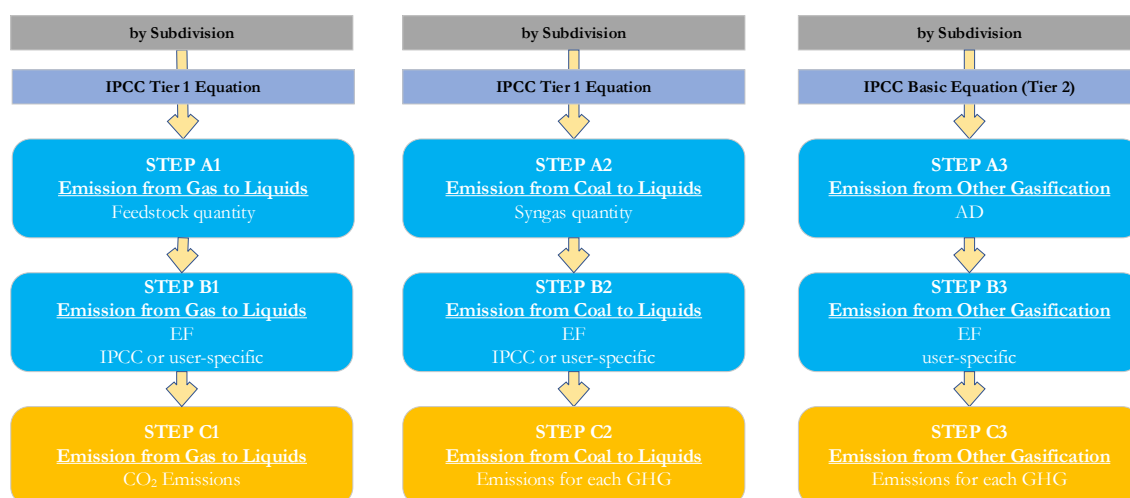 by Subdivision
IPCC Tier 1 Equation
STEP A1
Emission from Gas to Liquids
Feedstock quantity
STEP B1
Emission from Gas to Liquids
EF
IPCC or user-specific
STEP C1
Emission from Gas to Liquids
CO₂ Emissions
by Subdivision
IPCC Tier 1 Equation
STEP A2
Emission from Coal to Liquids
Syngas quantity
STEP B2
Emission from Coal to Liquids
EF
IPCC or user-specific
STEP C2
Emission from Coal to Liquids
Emissions for each GHG
by Subdivision
IPCC Basic Equation (Tier 2)
STEP A3
Emission from Other Gasification
AD
STEP B3
Emission from Other Gasification
EF
user-specific
STEP C3
Emission from Other Gasification
Emissions for each GHG